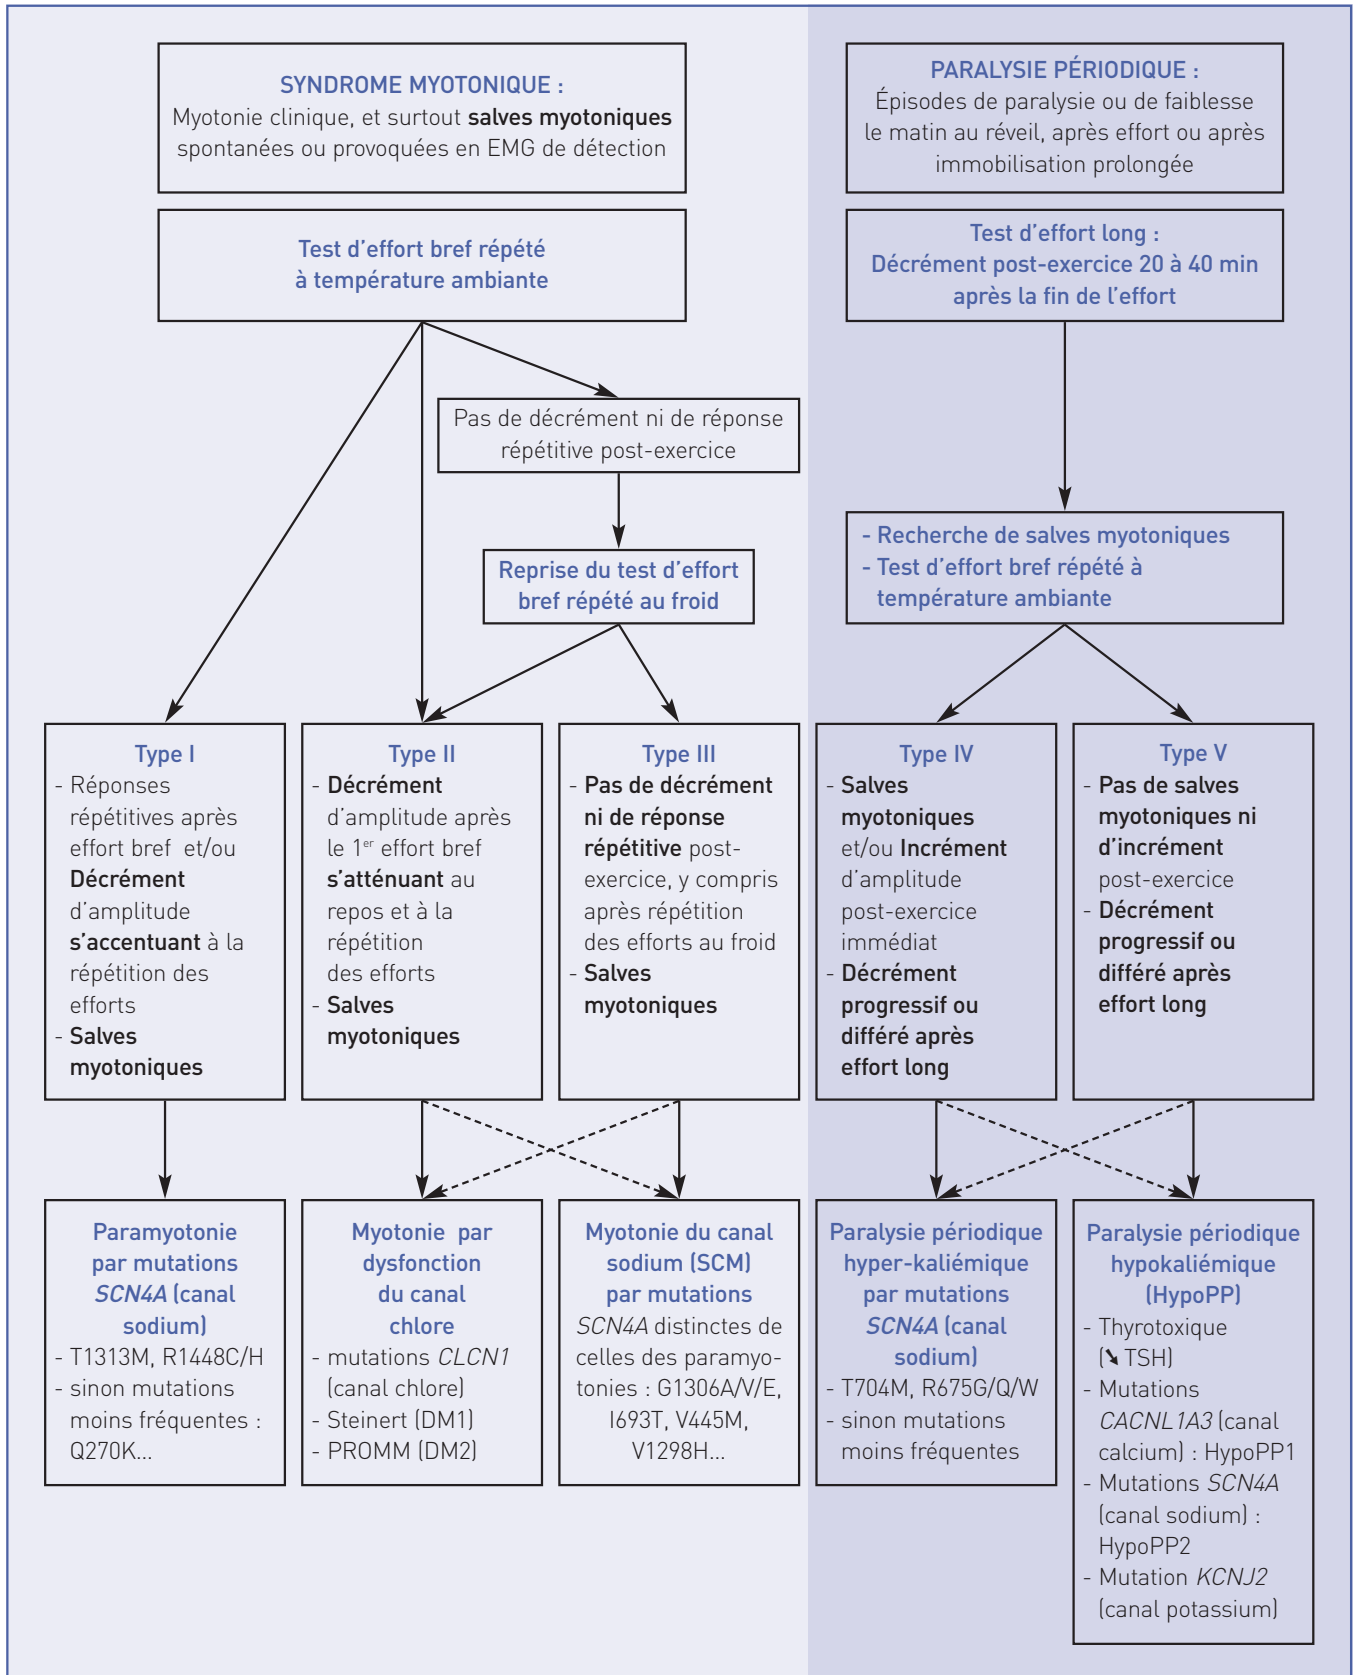 SYNDROME MYOTONIQUE :
Myotonie clinique, et surtout salves myotoniques
spontanées ou provoquées en EMG de détection
PARALYSIE PÉRIODIQUE :
Épisodes de paralysie ou de faiblesse
le matin au réveil, après effort ou après
immobilisation prolongée
Test d'effort bref répété
à température ambiante
Test d'effort long :
Décrément post-exercice 20 à 40 min
après la fin de l'effort
Pas de décrément ni de réponse
répétitive post-exercice
Reprise du test d'effort
bref répété au froid
- Recherche de salves myotoniques
- Test d'effort bref répété à
température ambiante
Type I
- Réponses
répétitives après
effort bref et/ou
Décrément
d'amplitude
s'accentuant à la
répétition des
efforts
- Salves
myotoniques
Type II
- Décrément
d'amplitude après
le 1er effort bref
s'atténuant au
repos et à la
répétition
des efforts
- Salves
myotoniques
Type III
- Pas de décrément
ni de réponse
répétitive post-
exercice, y compris
après répétition
des efforts au froid
- Salves
myotoniques
Type IV
- Salves
myotoniques
et/ou Incrément
d'amplitude
post-exercice
immédiat
- Décrément
progressif ou
différé après
effort long
Type V
- Pas de salves
myotoniques ni
d'incrément
post-exercice
- Décrément
progressif ou
différé après
effort long
Paramyotonie
par mutations
SCN4A (canal
sodium)
- T1313M, R1448C/H
- sinon mutations
moins fréquentes :
Q270K...
Myotonie par
dysfonction
du canal
chlore
- mutations CLCN1
(canal chlore)
- Steinert (DM1)
- PROMM (DM2)
Myotonie du canal
sodium (SCM)
par mutations
SCN4A distinctes de
celles des paramyo-
tonies : G1306A/V/E,
I693T, V445M,
V1298H...
Paralysie périodique
hyper-kaliémique
par mutations
SCN4A (canal
sodium)
- T704M, R675G/Q/W
- sinon mutations
moins fréquentes
Paralysie périodique
hypokaliémique
(HypoPP)
- Thyrotoxique
(➘ TSH)
- Mutations
CACNL1A3 (canal
calcium) : HypoPP1
- Mutations SCN4A
(canal sodium) :
HypoPP2
- Mutation KCNJ2
(canal potassium)